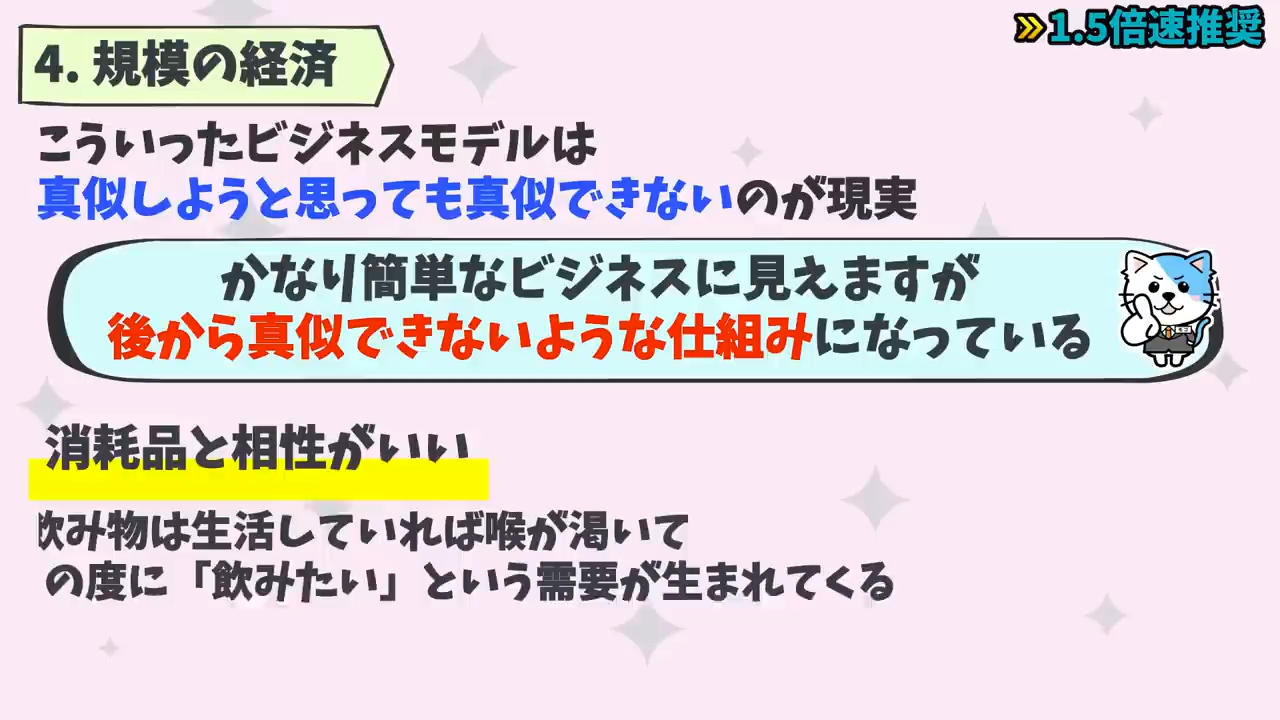 »1.5倍速推奨
4. 規模の経済
こういったビジネスモデルは
真似しようと思っても真似できないのが現実
かなり簡単なビジネスに見えますが
後から真似できないような仕組みになっている
消耗品と相性がいい
飲み物は生活していれば喉が渇いて
の度に「飲みたい」という需要が生まれてくる